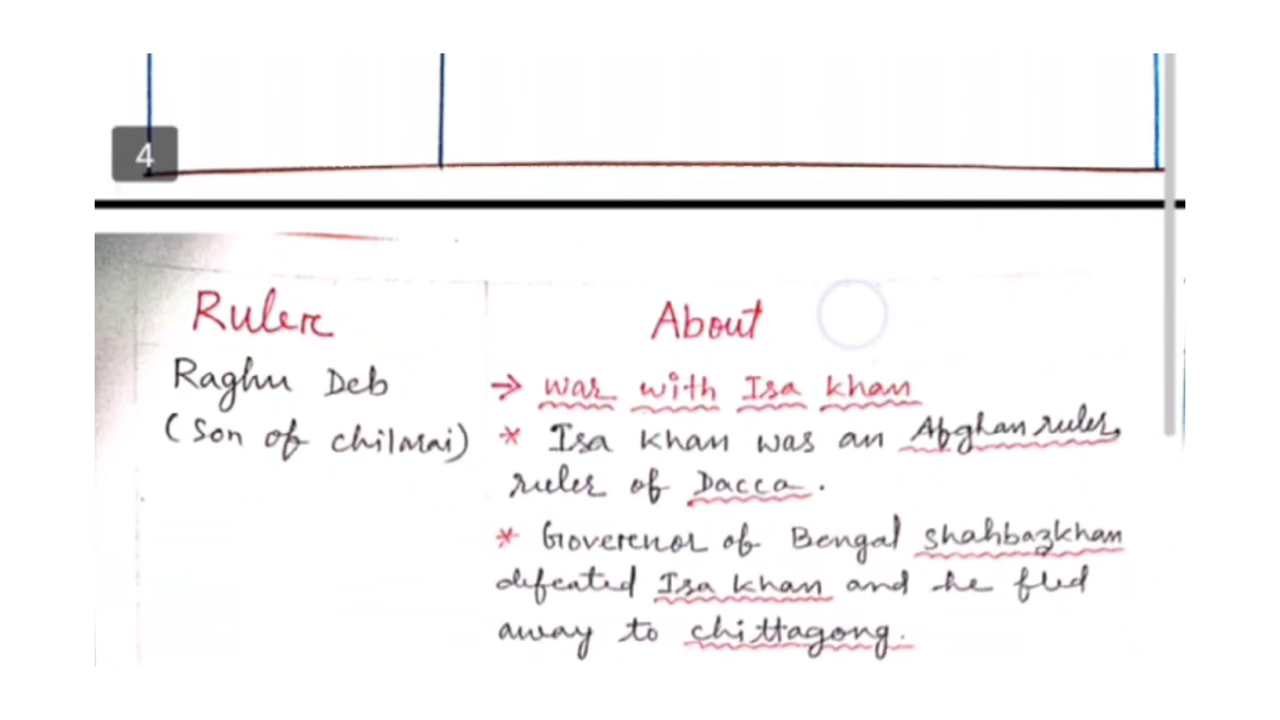 4
Ruler
About
Raghu Deb
→ war with Isa khan
(Son of chilarai)
* Isa khan was an Afghan ruler,
ruler of Dacca.
* Goverenor of Bengal shahbazkhan
defeated Isa khan and he fled
away to chittagong.